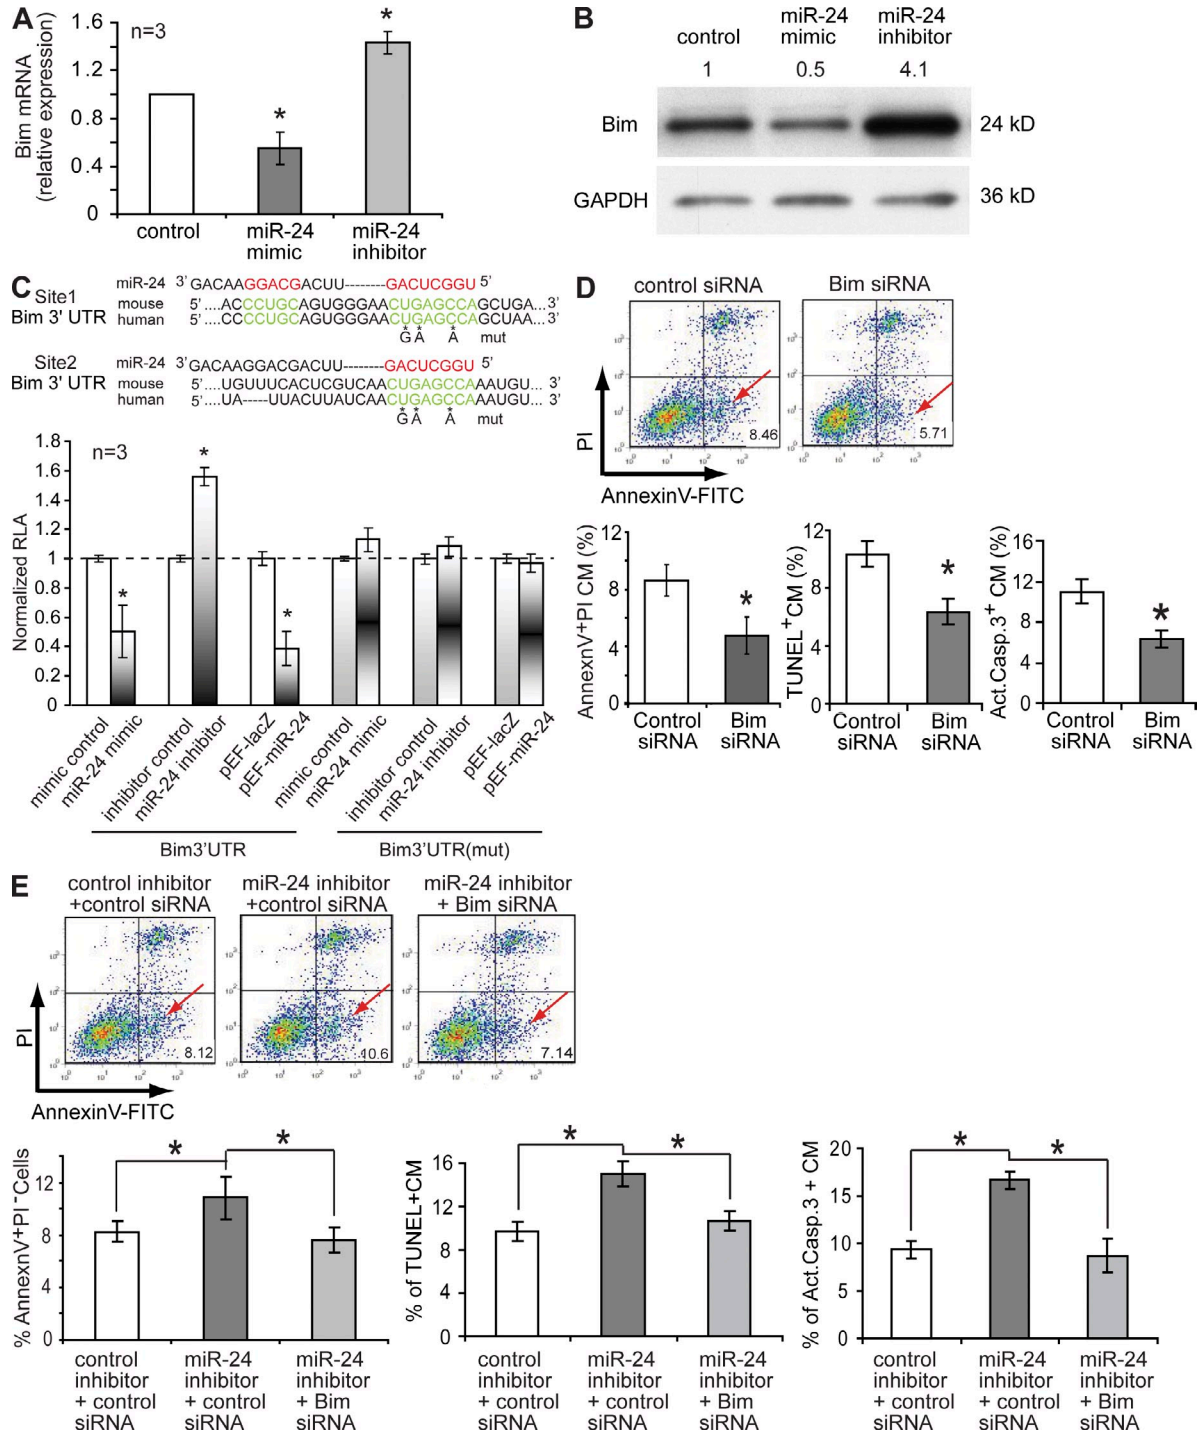 A
n=3
Bim mRNA
(relative expression)
1.6
1.2
0.8
0.4
0
*
*
control
miR-24
mimic
miR-24
inhibitor
B
control
miR-24
mimic
miR-24
inhibitor
1 0.5 4.1
Bim 24 kD
GAPDH 36 kD
C
Site1
Bim 3' UTR
miR-24 3' GACAAGGACGACUU--------GACUCGGU 5'
mouse 5'....ACCCUGCAGUGGGAACUGAGCCAGCUGA... 3'
human 5'....CCCCUGCAGUGGGAACUGAGCCAGCUAA... 3'
* * *
G A A mut
Site2
Bim 3' UTR
miR-24 3' GACAAGGACGACUU--------GACUCGGU 5'
mouse 5'....UGUUUCACUCGUCAACUGAGCCAAAUGU... 3'
human 5'....UA-----UUACUUAUCAACUGAGCCAAAUGU... 3'
* * *
G A A mut
n=3
Normalized RLA
1.8
1.6
1.4
1.2
1
0.8
0.6
0.4
0.2
0
*
*
*
mimic control
miR-24 mimic
inhibitor control
miR-24 inhibitor
pEF-lacZ
pEF-miR-24
mimic control
miR-24 mimic
inhibitor control
miR-24 inhibitor
pEF-lacZ
pEF-miR-24
Bim3'UTR
Bim3'UTR(mut)
D
control siRNA
Bim siRNA
8.46
5.71
PI
AnnexinV-FITC
AnnexnV+PI CM (%)
12
8
4
0
*
Control
siRNA
Bim
siRNA
TUNEL+CM (%)
12
8
4
0
*
Control
siRNA
Bim
siRNA
Act.Casp.3+ CM (%)
16
12
8
4
0
*
Control
siRNA
Bim
siRNA
E
control inhibitor
+control siRNA
miR-24 inhibitor
+control siRNA
miR-24 inhibitor
+ Bim siRNA
8.12
10.6
7.14
PI
AnnexinV-FITC
% AnnexnV+PI-Cells
12
8
4
0
*
*
control
inhibitor
+ control
siRNA
miR-24
inhibitor
+ control
siRNA
miR-24
inhibitor
+ Bim
siRNA
% of TUNEL+CM
16
12
8
4
0
*
*
control
inhibitor
+ control
siRNA
miR-24
inhibitor
+ control
siRNA
miR-24
inhibitor
+ Bim
siRNA
% of Act.Casp.3 + CM
20
15
10
5
0
*
*
control
inhibitor
+ control
siRNA
miR-24
inhibitor
+ control
siRNA
miR-24
inhibitor
+ Bim
siRNA